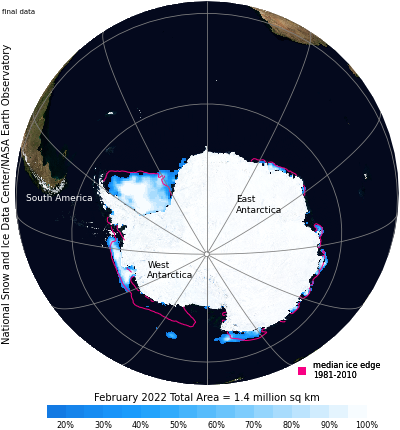 final data
National Snow and Ice Data Center/NASA Earth Observatory
South America
East
Antarctica
West
Antarctica
median ice edge
1981-2010
February 2022 Total Area = 1.4 million sq km
20% 30% 40% 50% 60% 70% 80% 90% 100%